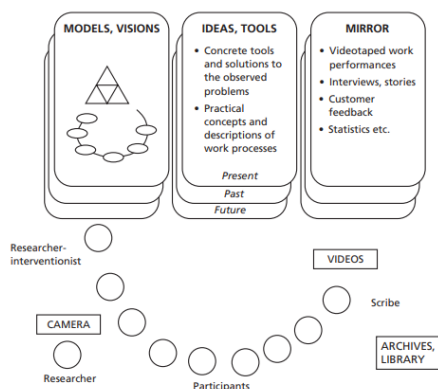 MODELS, VISIONS
IDEAS, TOOLS
• Concrete tools
and solutions to
the observed
problems
• Practical
concepts and
descriptions of
work processes
Present
Past
Future
MIRROR
• Videotaped work
performances
• Interviews, stories
• Customer
feedback
• Statistics etc.
Researcher-
interventionist
VIDEOS
Scribe
CAMERA
ARCHIVES,
LIBRARY
Researcher
Participants